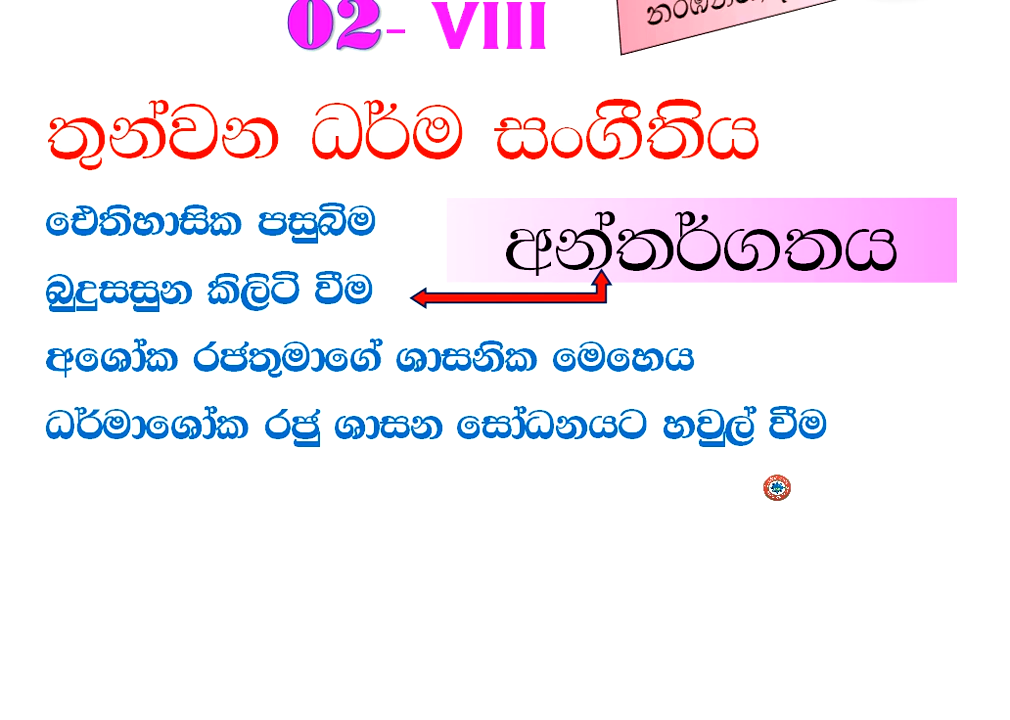 02- VIII
තුන්වන ධර්ම සංගීතිය
ඓතිහාසික පසුබිම
අන්තර්ගතය
බුදුසසුන කිලිටි වීම
අශෝක රජතුමාගේ ශාසනික මෙහෙය
ධර්මාශෝක රජු ශාසන සෝධනයට හවුල් වීම